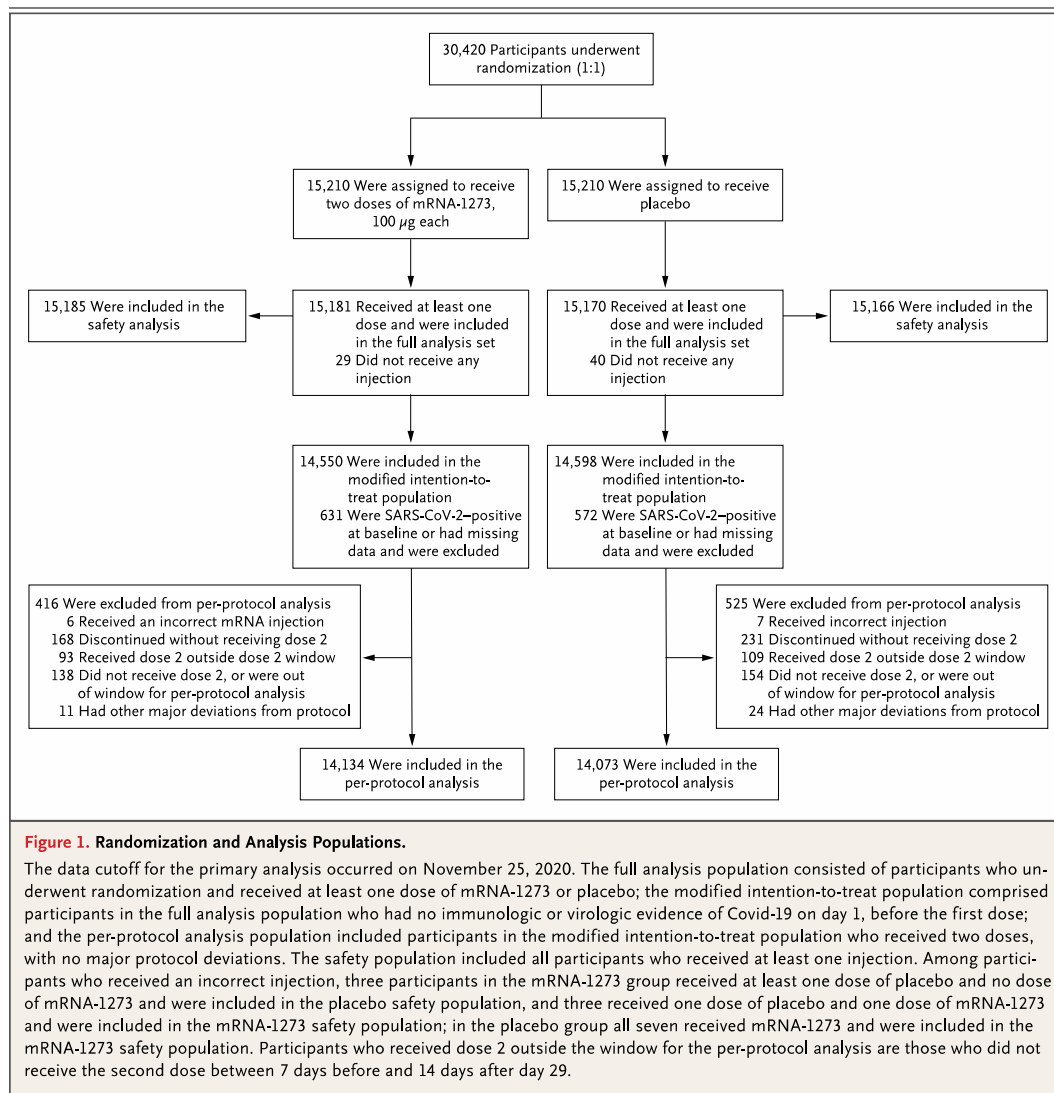 30,420 Participants underwent
randomization (1:1)
15,210 Were assigned to receive
two doses of mRNA-1273,
100 µg each
15,210 Were assigned to receive
placebo
15,185 Were included in the
safety analysis
15,181 Received at least one
dose and were included
in the full analysis set
29 Did not receive any
injection
15,170 Received at least one
dose and were included
in the full analysis set
40 Did not receive any
injection
15,166 Were included in the
safety analysis
14,550 Were included in the
modified intention-to-
treat population
631 Were SARS-CoV-2–positive
at baseline or had missing
data and were excluded
14,598 Were included in the
modified intention-to-
treat population
572 Were SARS-CoV-2–positive
at baseline or had missing
data and were excluded
416 Were excluded from per-protocol analysis
6 Received an incorrect mRNA injection
168 Discontinued without receiving dose 2
93 Received dose 2 outside dose 2 window
138 Did not receive dose 2, or were out
of window for per-protocol analysis
11 Had other major deviations from protocol
525 Were excluded from per-protocol analysis
7 Received incorrect injection
231 Discontinued without receiving dose 2
109 Received dose 2 outside dose 2 window
154 Did not receive dose 2, or were out
of window for per-protocol analysis
24 Had other major deviations from protocol
14,134 Were included in the
per-protocol analysis
14,073 Were included in the
per-protocol analysis
Figure 1. Randomization and Analysis Populations.
The data cutoff for the primary analysis occurred on November 25, 2020. The full analysis population consisted of participants who un-
derwent randomization and received at least one dose of mRNA-1273 or placebo; the modified intention-to-treat population comprised
participants in the full analysis population who had no immunologic or virologic evidence of Covid-19 on day 1, before the first dose;
and the per-protocol analysis population included participants in the modified intention-to-treat population who received two doses,
with no major protocol deviations. The safety population included all participants who received at least one injection. Among partici-
pants who received an incorrect injection, three participants in the mRNA-1273 group received at least one dose of placebo and no dose
of mRNA-1273 and were included in the placebo safety population, and three received one dose of placebo and one dose of mRNA-1273
and were included in the mRNA-1273 safety population; in the placebo group all seven received mRNA-1273 and were included in the
mRNA-1273 safety population. Participants who received dose 2 outside the window for the per-protocol analysis are those who did not
receive the second dose between 7 days before and 14 days after day 29.